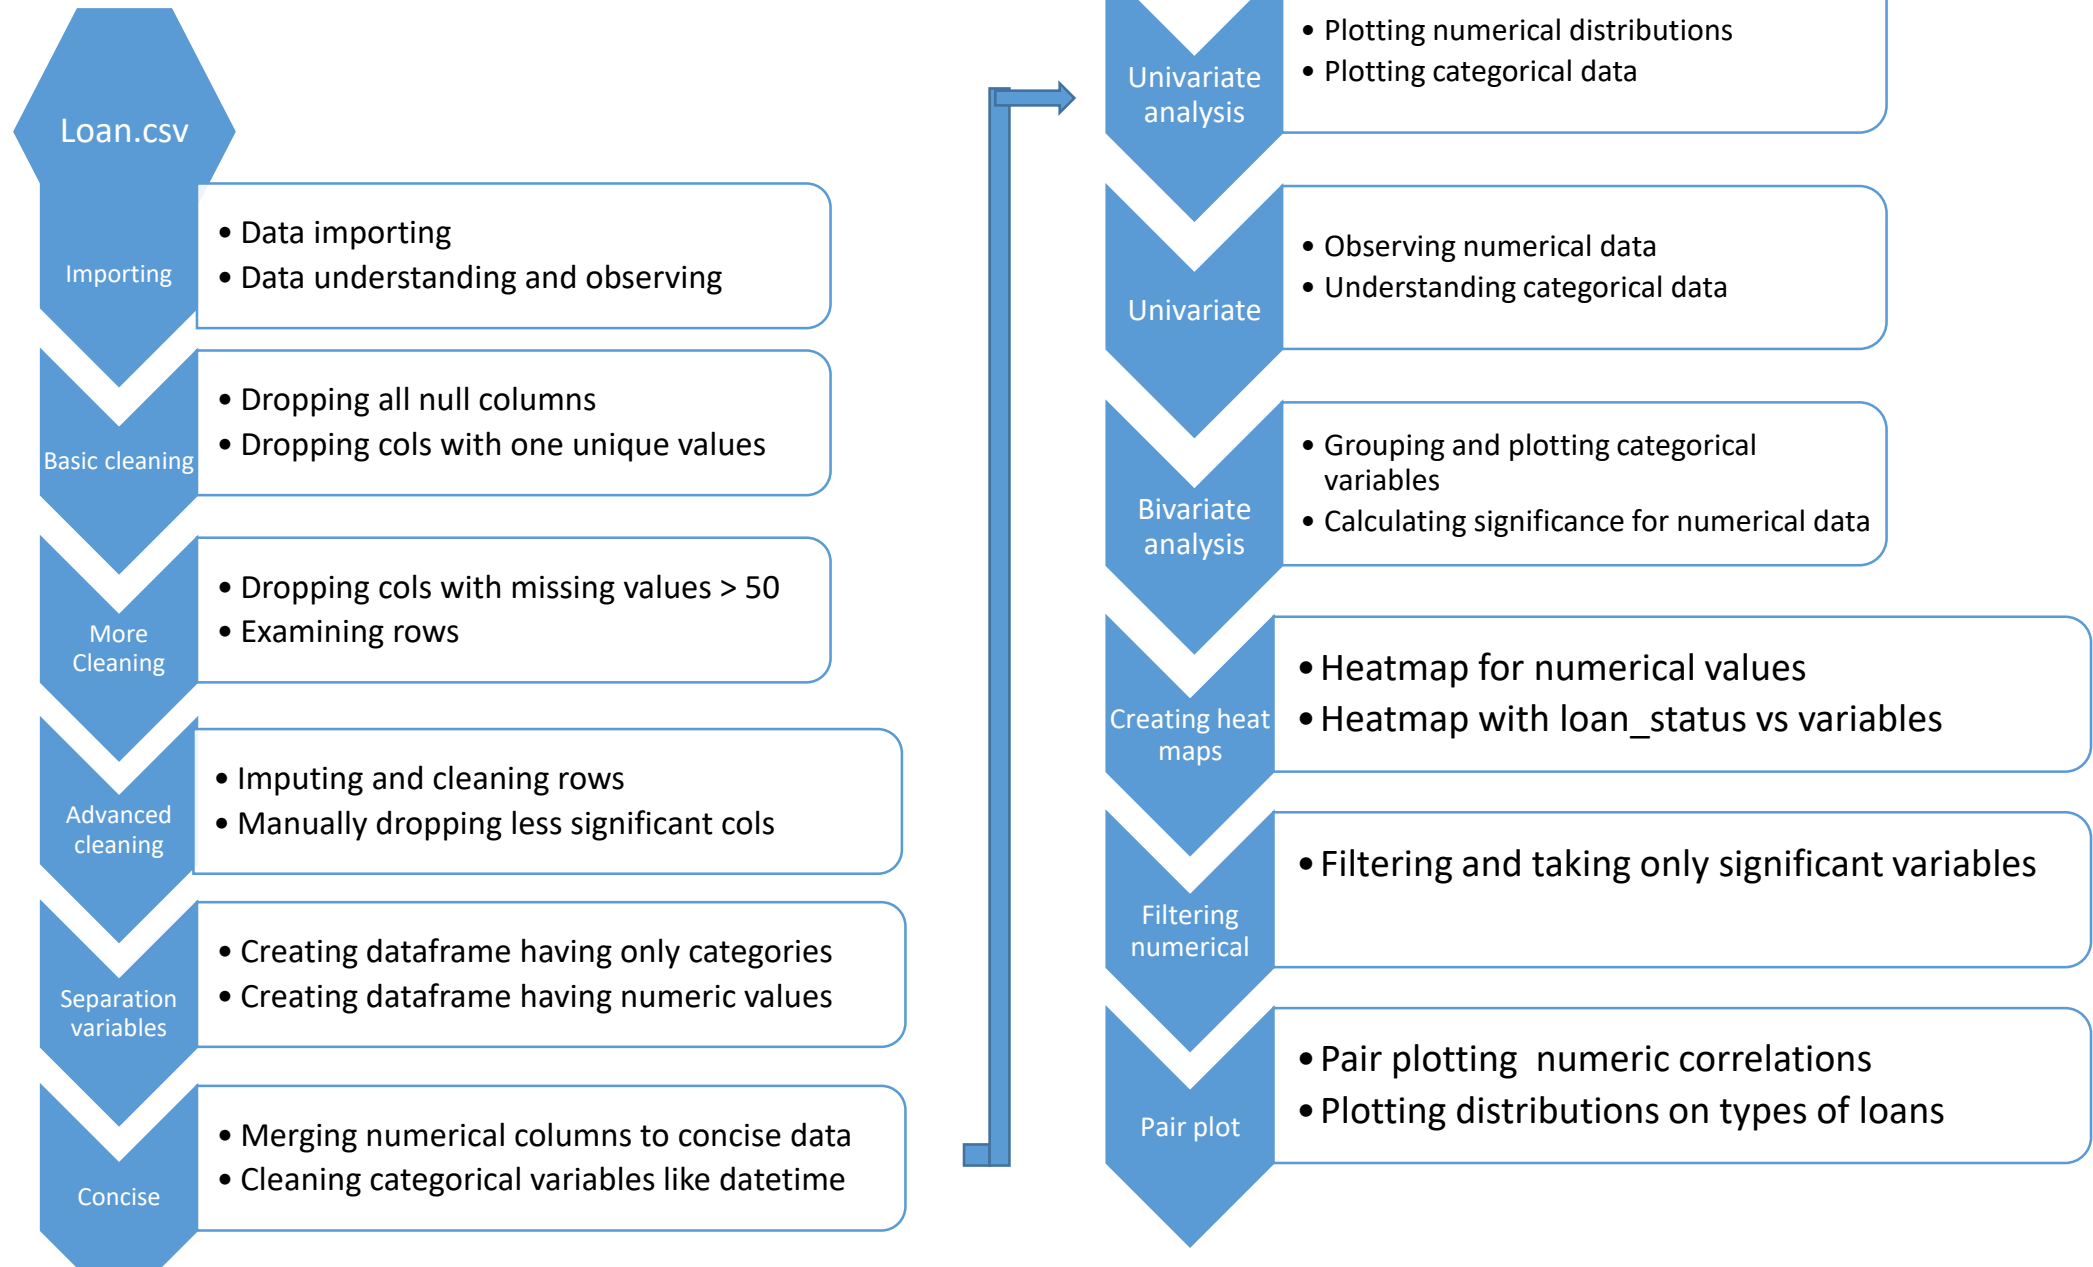 Loan.csv
Importing
• Data importing
• Data understanding and observing
Basic cleaning
• Dropping all null columns
• Dropping cols with one unique values
More
Cleaning
• Dropping cols with missing values > 50
• Examining rows
Advanced
cleaning
• Imputing and cleaning rows
• Manually dropping less significant cols
Separation
variables
• Creating dataframe having only categories
• Creating dataframe having numeric values
Concise
• Merging numerical columns to concise data
• Cleaning categorical variables like datetime
Univariate
analysis
• Plotting numerical distributions
• Plotting categorical data
Univariate
• Observing numerical data
• Understanding categorical data
Bivariate
analysis
• Grouping and plotting categorical
variables
• Calculating significance for numerical data
Creating heat
maps
• Heatmap for numerical values
• Heatmap with loan_status vs variables
Filtering
numerical
• Filtering and taking only significant variables
Pair plot
• Pair plotting  numeric correlations
• Plotting distributions on types of loans